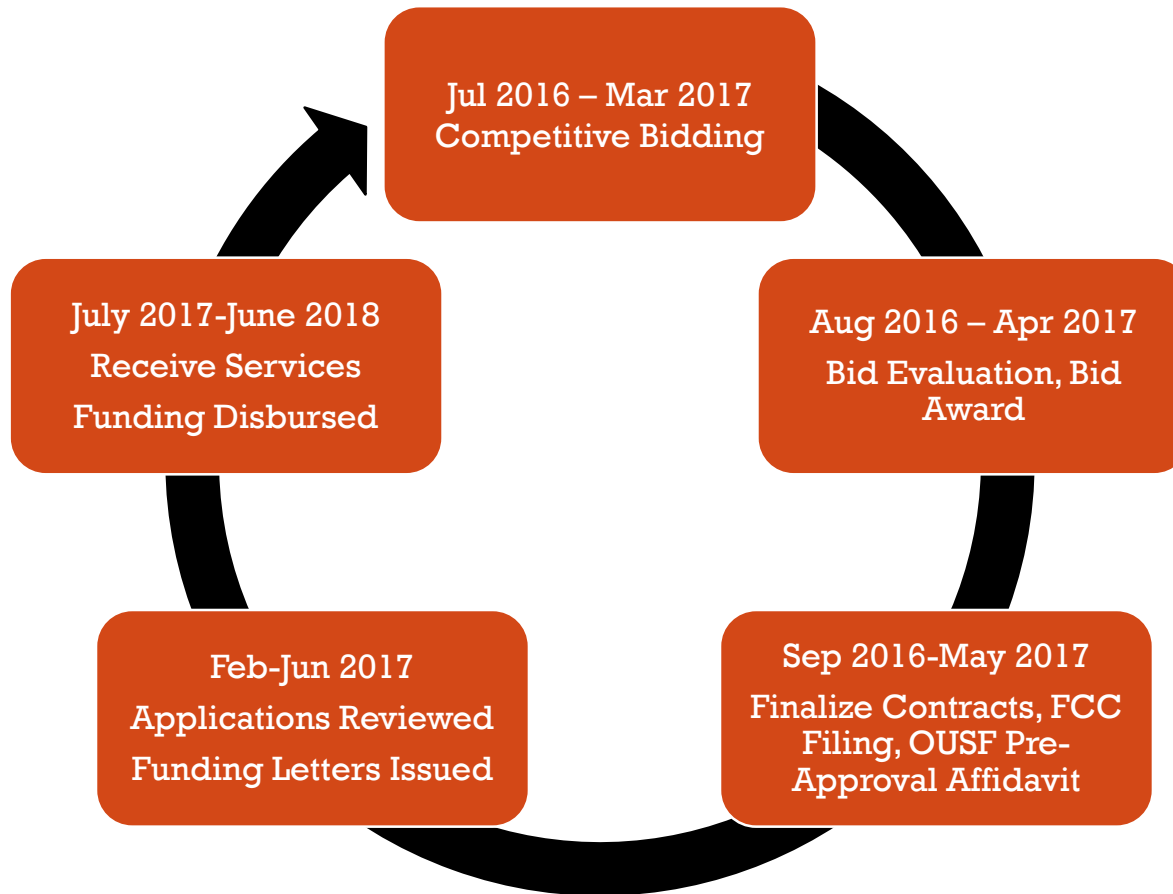 Jul 2016 – Mar 2017
Competitive Bidding
Aug 2016 – Apr 2017
Bid Evaluation, Bid
Award
Sep 2016-May 2017
Finalize Contracts, FCC
Filing, OUSF Pre-
Approval Affidavit
Feb-Jun 2017
Applications Reviewed
Funding Letters Issued
July 2017-June 2018
Receive Services
Funding Disbursed